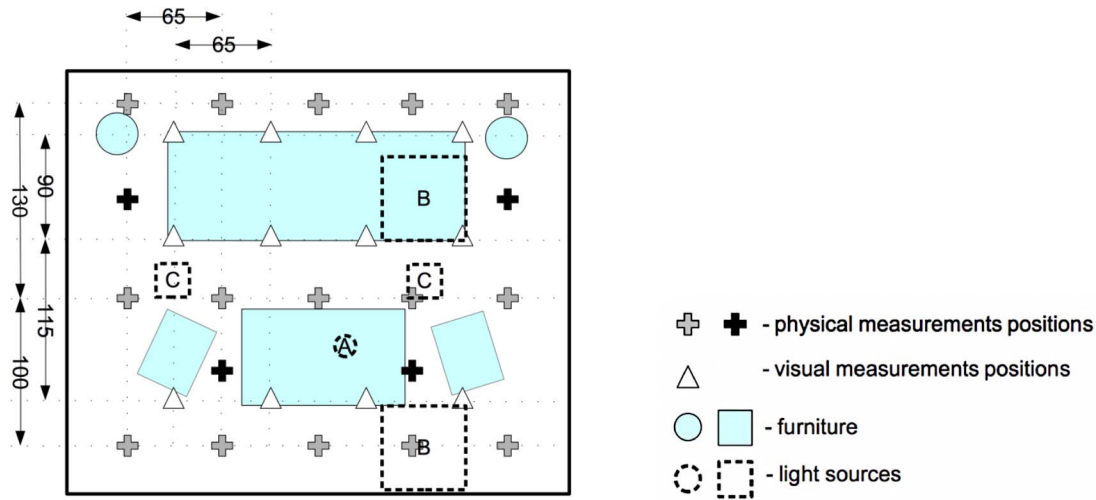 65
65
90
130
B
C
C
115
- physical measurements positions
A
100
- visual measurements positions
- furniture
B
- light sources